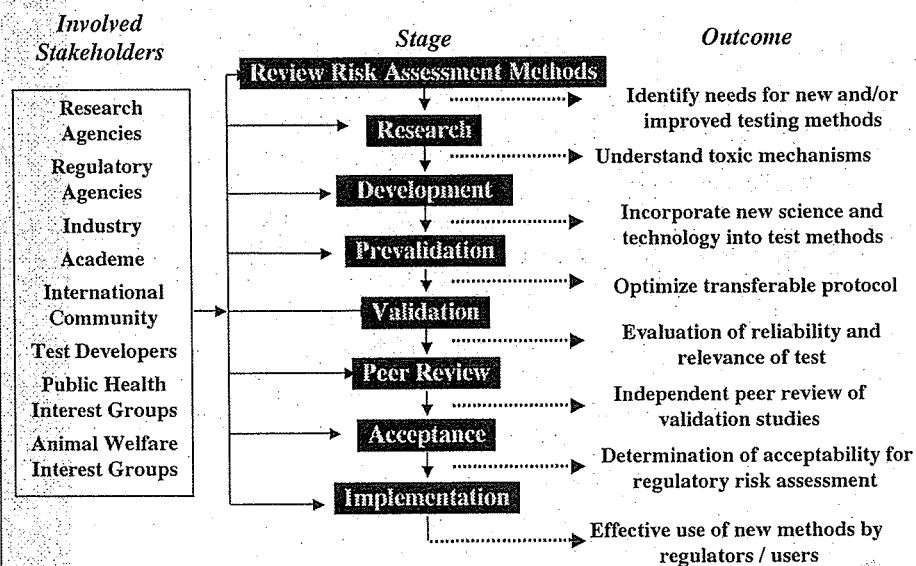 Involved
Stakeholders
Research
Agencies
Regulatory
Agencies
Industry
Academe
International
Community
Test Developers
Public Health
Interest Groups
Animal Welfare
Interest Groups
Stage
Review Risk Assessment Methods
Research
Development
Prevalidation
Validation
Peer Review
Acceptance
Implementation
Outcome
Identify needs for new and/or
improved testing methods
Understand toxic mechanisms
Incorporate new science and
technology into test methods
Optimize transferable protocol
Evaluation of reliability and
relevance of test
Independent peer review of
validation studies
Determination of acceptability for
regulatory risk assessment
Effective use of new methods by
regulators / users